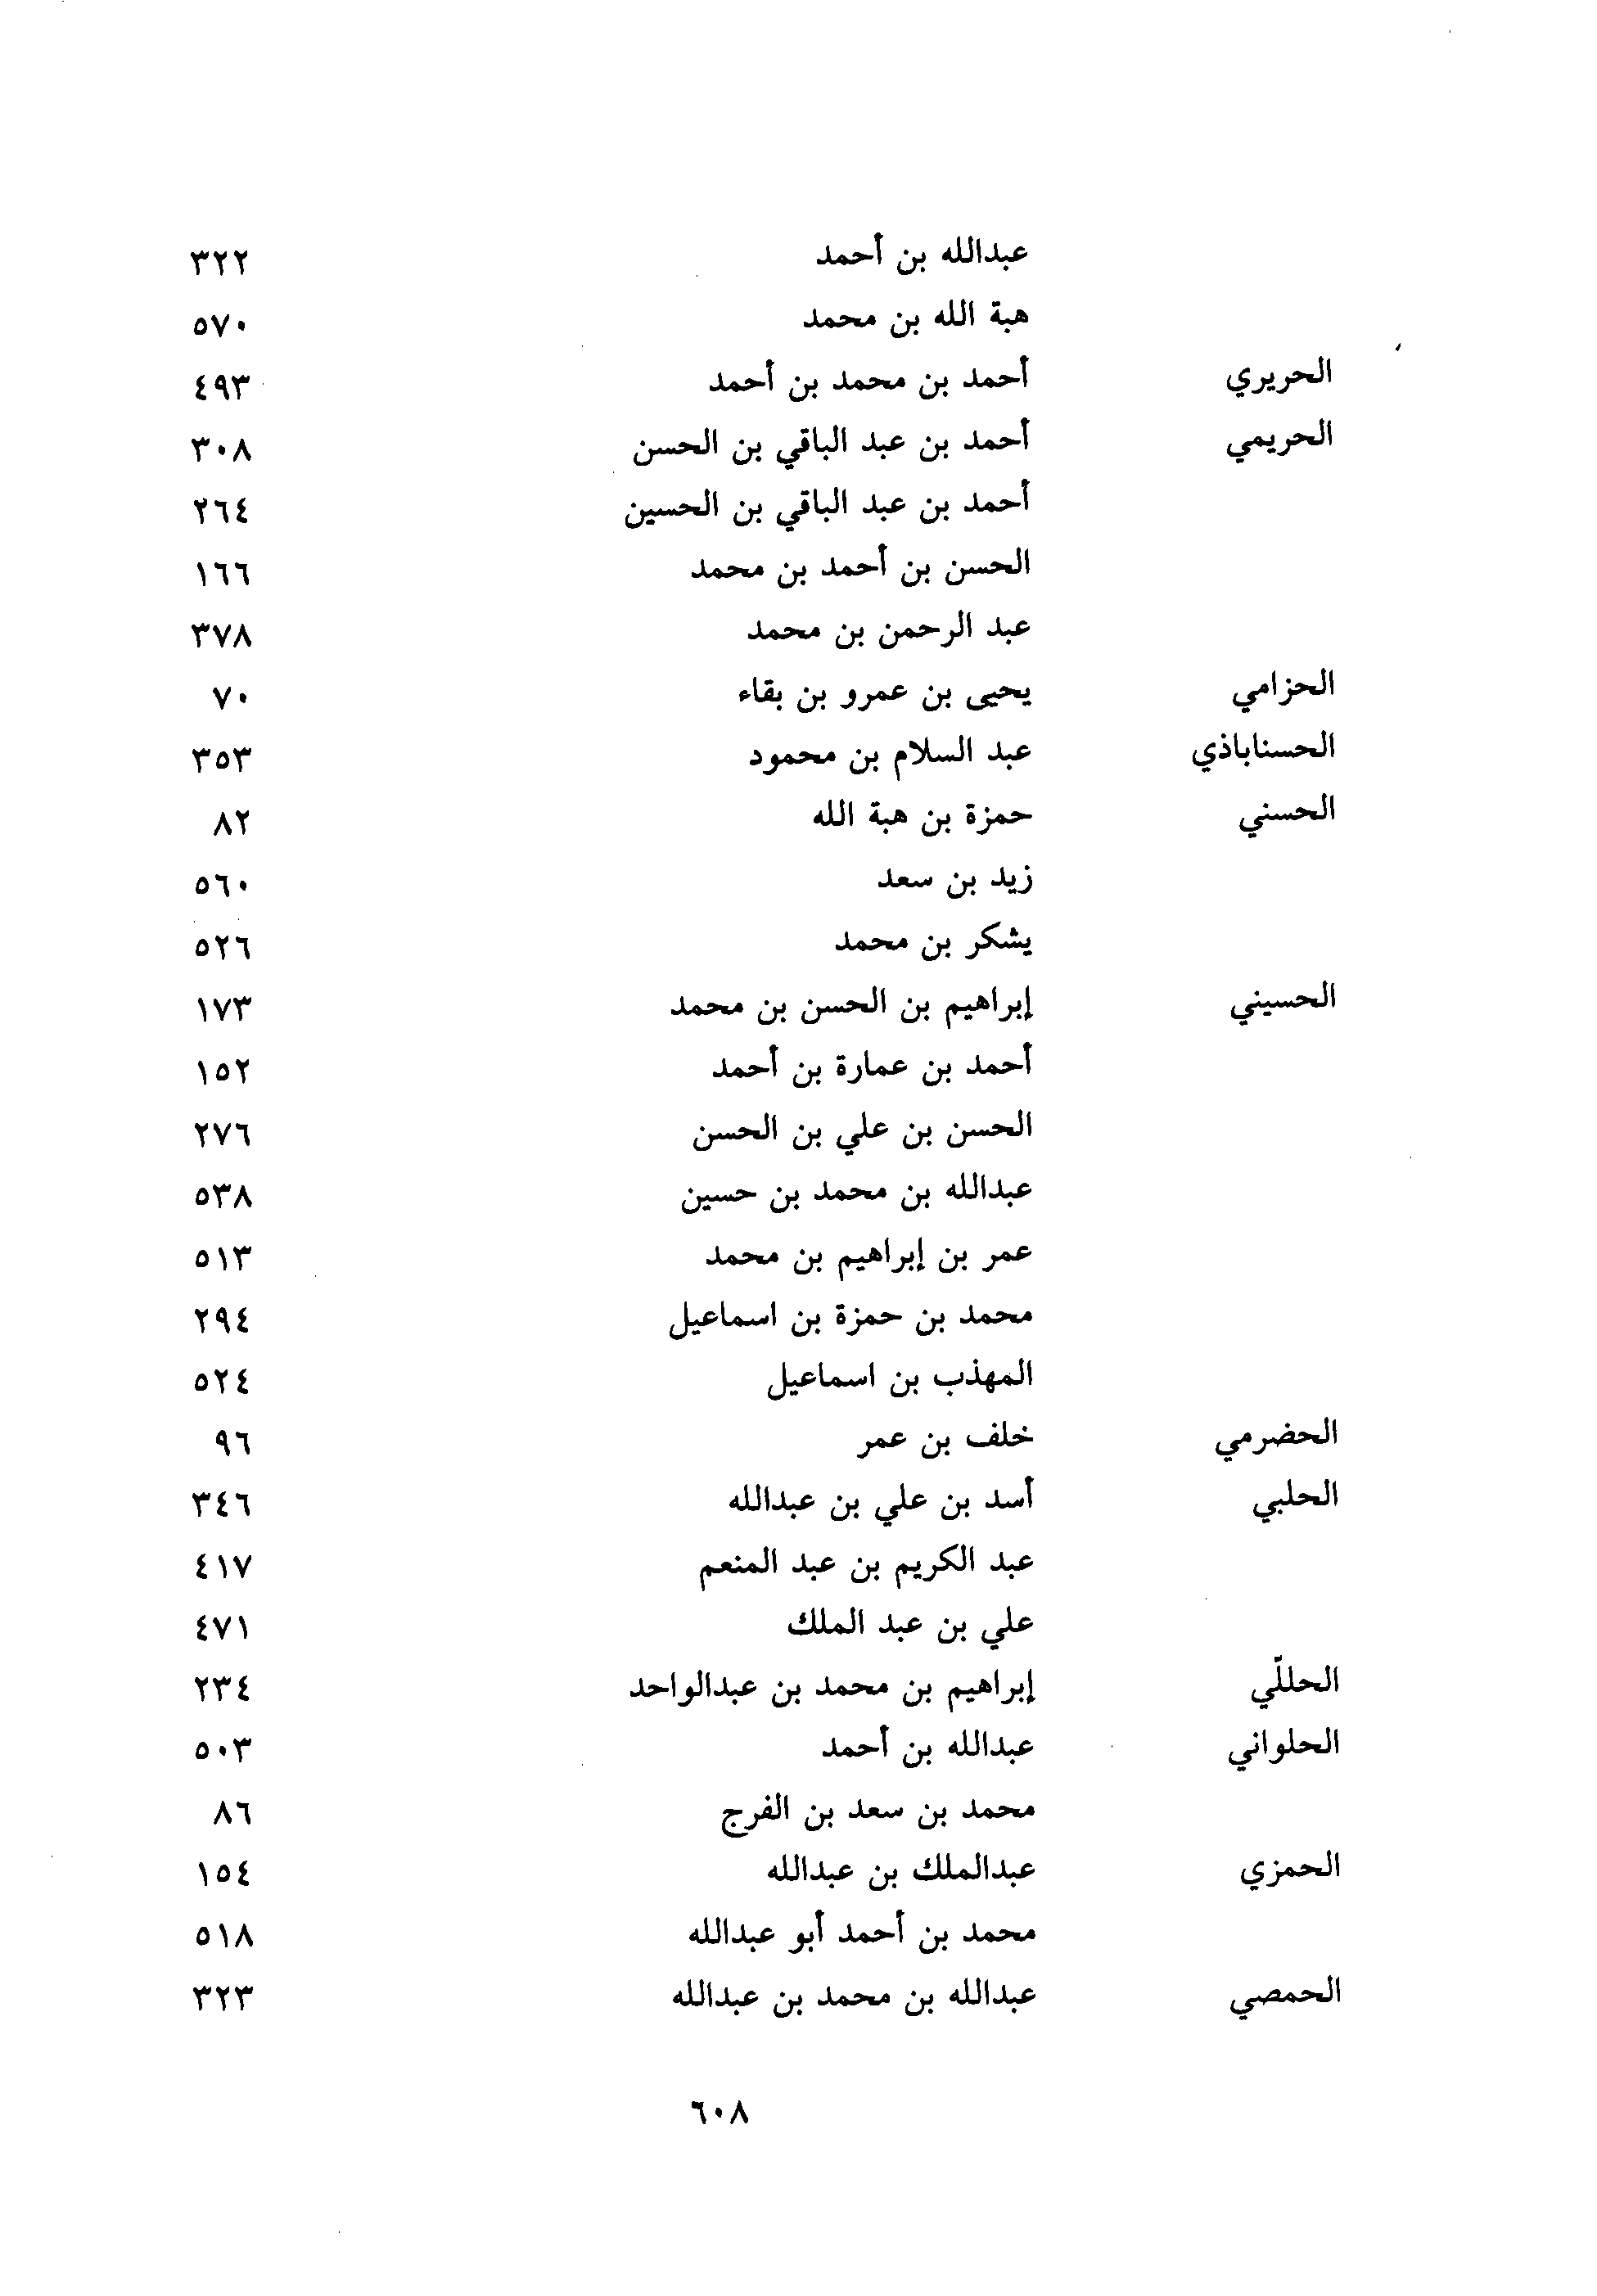 عبدالله بن أحمد ٣٢٢
هبة الله بن محمد ٥٧٠
الحريري أحمد بن محمد بن أحمد ٤٩٣
الحريمي أحمد بن عبد الباقي بن الحسن ٣٠٨
أحمد بن عبد الباقي بن الحسين ٢٦٤
الحسن بن أحمد بن محمد ١٦٦
عبد الرحمن بن محمد ٣٧٨
الحزامي يحيى بن عمرو بن بقاء ٧٠
الحسناباذي عبد السلام بن محمود ٣٥٣
الحسني حمزة بن هبة الله ٨٢
زيد بن سعد ٥٦٠
يشكر بن محمد ٥٢٦
الحسيني إبراهيم بن الحسن بن محمد ١٧٣
أحمد بن عمارة بن أحمد ١٥٢
الحسن بن علي بن الحسن ٢٧٦
عبدالله بن محمد بن حسين ٥٣٨
عمر بن إبراهيم بن محمد ٥١٣
محمد بن حمزة بن اسماعيل ٢٩٤
المهذب بن اسماعيل ٥٢٤
الحضرمي خلف بن عمر ٩٦
الحلبي أسد بن علي بن عبدالله ٣٤٦
عبد الكريم بن عبد المنعم ٤١٧
علي بن عبد الملك ٤٧١
الحللّي إبراهيم بن محمد بن عبدالواحد ٢٣٤
الحلواني عبدالله بن أحمد ٥٠٣
محمد بن سعد بن الفرج ٨٦
الحمزي عبدالملك بن عبدالله ١٥٤
محمد بن أحمد أبو عبدالله ٥١٨
الحمصي عبدالله بن محمد بن عبدالله ٣٢٣
٦٠٨